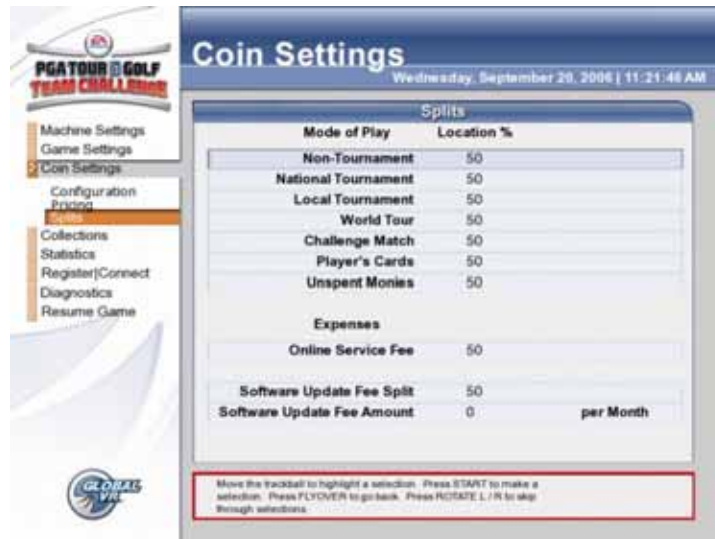 EA
PGA TOUR GOLF
TEAM CHALLENGE
Coin Settings
Wednesday, September 20, 2006 | 11:21:46 AM
Machine Settings
Game Settings
Coin Settings
Configuration
Pricing
Splits
Collections
Statistics
Register|Connect
Diagnostics
Resume Game
GLOBAL
VR
Splits
Mode of Play Location %
Non-Tournament 50
National Tournament 50
Local Tournament 50
World Tour 50
Challenge Match 50
Player's Cards 50
Unspent Monies 50
Expenses
Online Service Fee 50
Software Update Fee Split 50
Software Update Fee Amount 0 per Month
Move the trackball to highlight a selection. Press START to make a
selection. Press FLYOVER to go back. Press ROTATE L / R to skip
through selections.